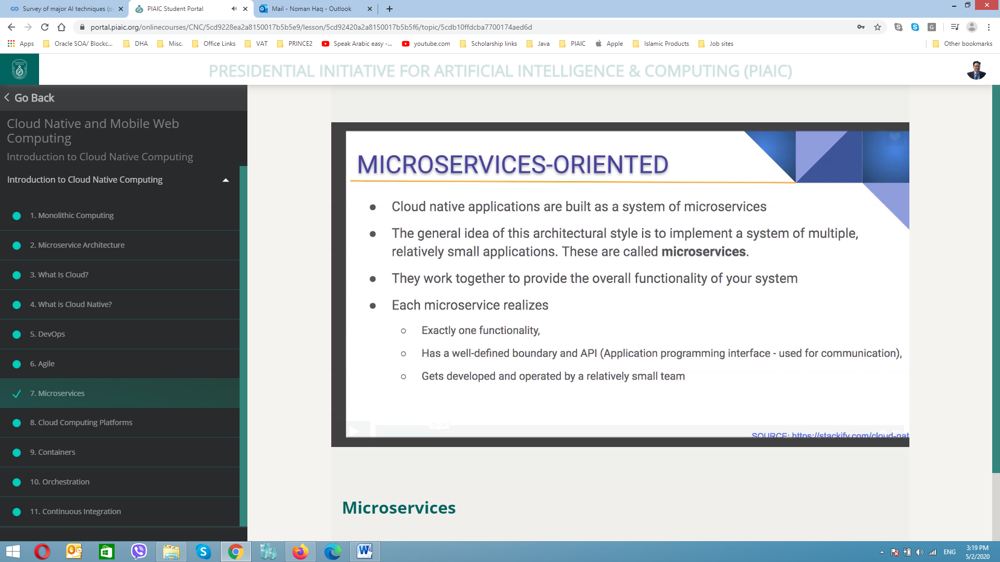 Survey of major AI techniques (o
PIAIC Student Portal
Mail - Noman Haq - Outlook
portal.piaic.org/onlinecourses/CNC/5cd9228ea2a8150017b5b5e9/lesson/5cd92420a2a8150017b5b5f6/topic/5cdb10ffdcba7700174aed6d
Apps
Oracle SOA/ Blockc...
DHA
Misc.
Office Links
VAT
PRINCE2
Speak Arabic easy -...
youtube.com
Scholarship links
Java
PIAIC
Apple
Islamic Products
Job sites
Other bookmarks
PRESIDENTIAL INITIATIVE FOR ARTIFICIAL INTELLIGENCE & COMPUTING (PIAIC)
Go Back
Cloud Native and Mobile Web
Computing
Introduction to Cloud Native Computing
Introduction to Cloud Native Computing
1. Monolithic Computing
2. Microservice Architecture
3. What Is Cloud?
4. What is Cloud Native?
5. DevOps
6. Agile
7. Microservices
8. Cloud Computing Platforms
9. Containers
10. Orchestration
11. Continuous Integration
MICROSERVICES-ORIENTED
● Cloud native applications are built as a system of microservices
● The general idea of this architectural style is to implement a system of multiple,
relatively small applications. These are called microservices.
● They work together to provide the overall functionality of your system
● Each microservice realizes
○ Exactly one functionality,
○ Has a well-defined boundary and API (Application programming interface - used for communication),
○ Gets developed and operated by a relatively small team
00:24
SOURCE: https://stackify.com/cloud-nat
Microservices
ENG
3:19 PM
5/2/2020